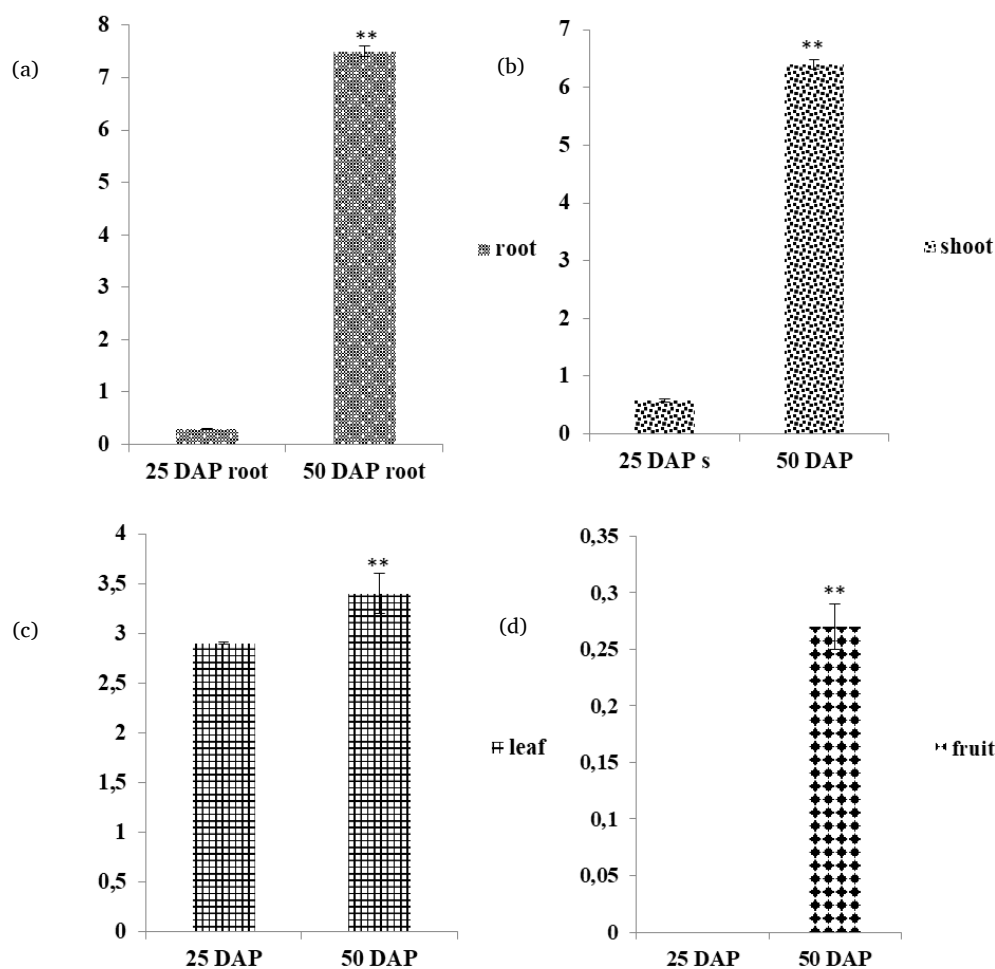 (a)
8
7
6
5
4
3
2
1
0
**
25 DAP root
50 DAP root
root
(b)
7
6
5
4
3
2
1
0
**
25 DAP s
50 DAP
shoot
(c)
4
3,5
3
2,5
2
1,5
1
0,5
0
**
25 DAP
50 DAP
leaf
(d)
0,35
0,3
0,25
0,2
0,15
0,1
0,05
0
**
25 DAP
50 DAP
fruit